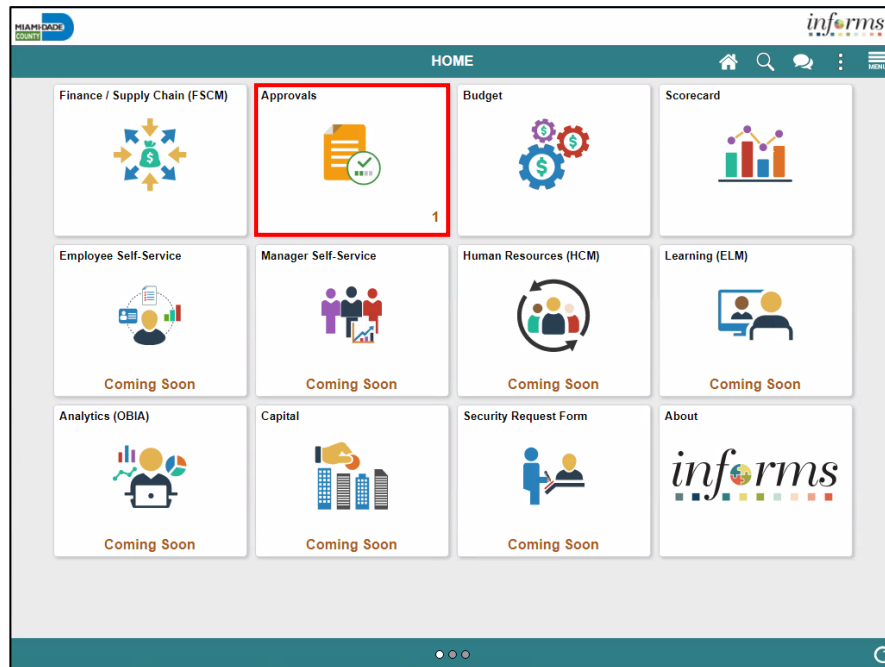 MIAMI-DADE
COUNTY
informs
HOME
MENU
Finance / Supply Chain (FSCM)
Approvals
1
Budget
Scorecard
Employee Self-Service
Coming Soon
Manager Self-Service
Coming Soon
Human Resources (HCM)
Coming Soon
Learning (ELM)
Coming Soon
Analytics (OBIA)
Coming Soon
Capital
Coming Soon
Security Request Form
Coming Soon
About
informs